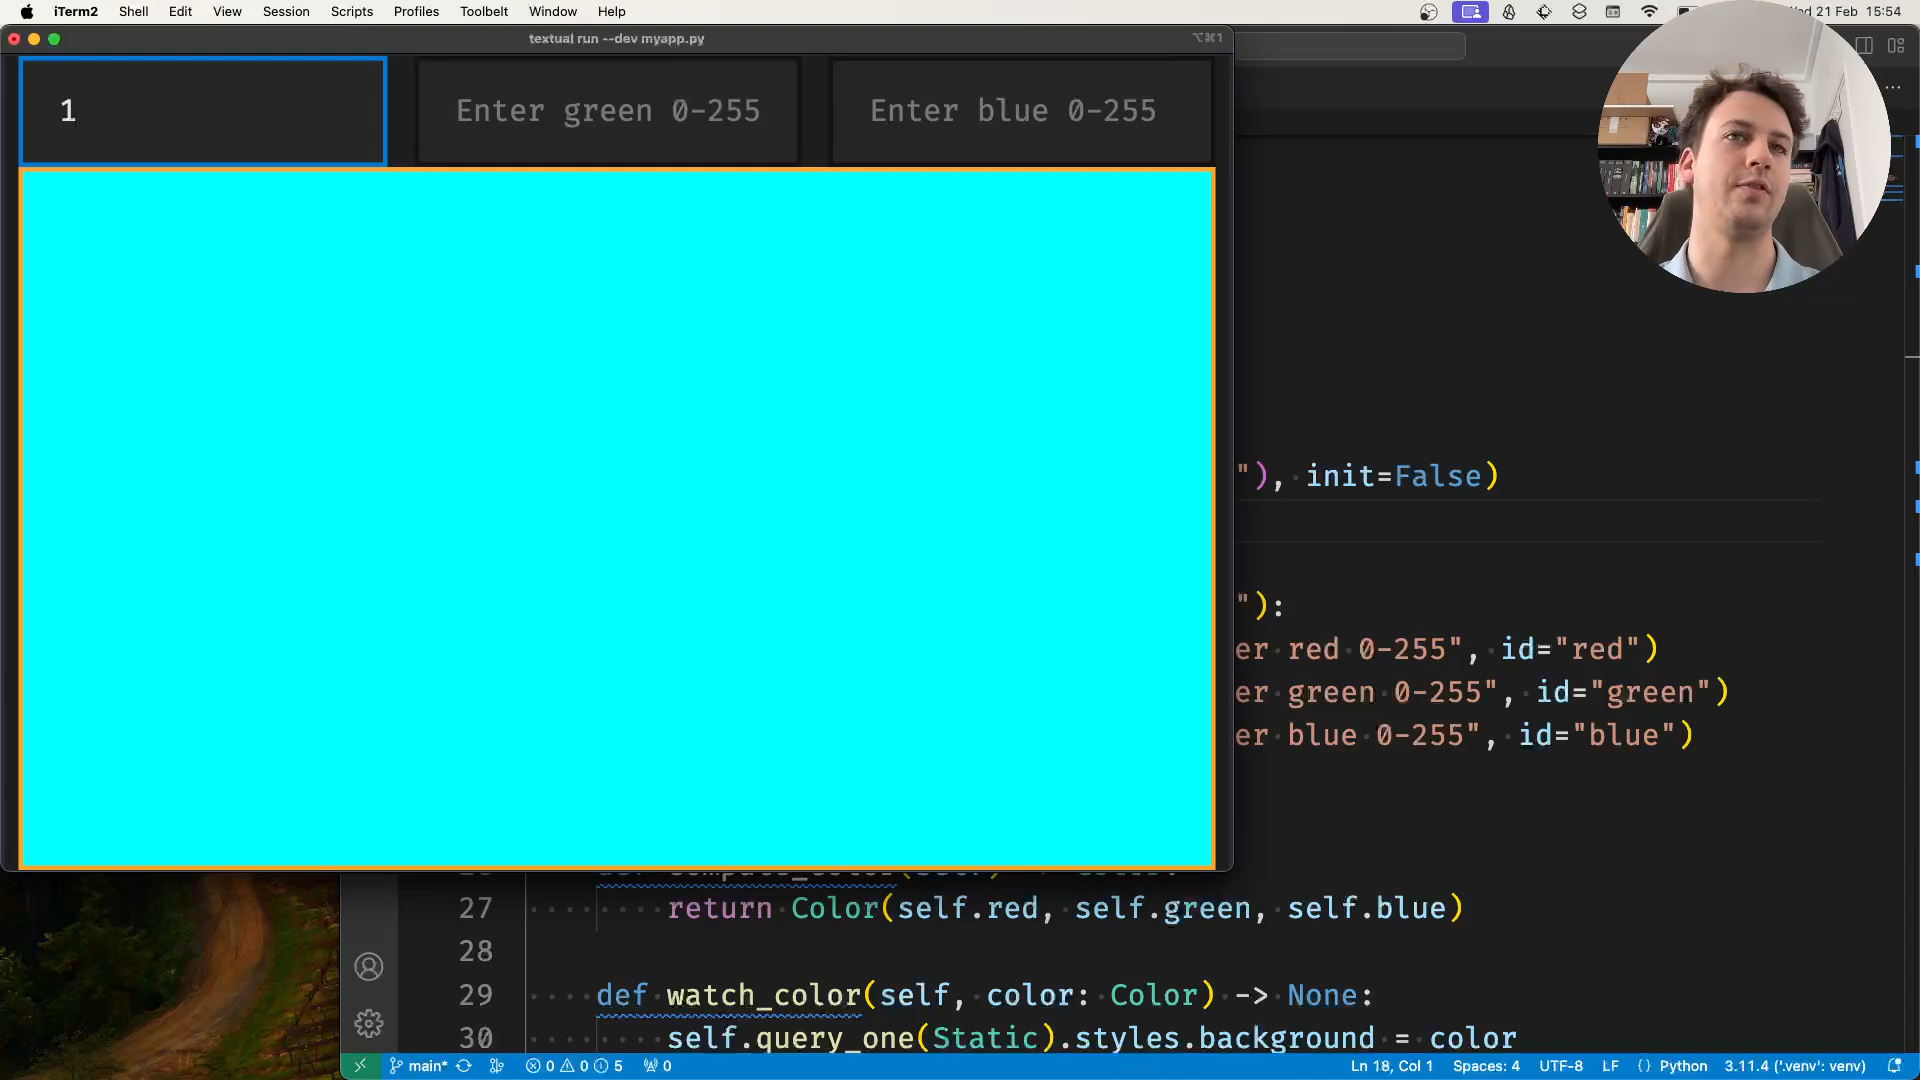 iTerm2 Shell Edit View Session Scripts Profiles Toolbelt Window Help
21 Feb 15:54
textual run --dev myapp.py
⌥⌘1
1
Enter green 0-255
Enter blue 0-255
"), init=False)
"):
er red 0-255", id="red")
er green 0-255", id="green")
er blue 0-255", id="blue")
27 return Color(self.red, self.green, self.blue)
28
29 def watch_color(self, color: Color) -> None:
30 self.query_one(Static).styles.background = color
main* 0 0 5 0 Ln 18, Col 1 Spaces: 4 UTF-8 LF {} Python 3.11.4 ('.venv': venv)